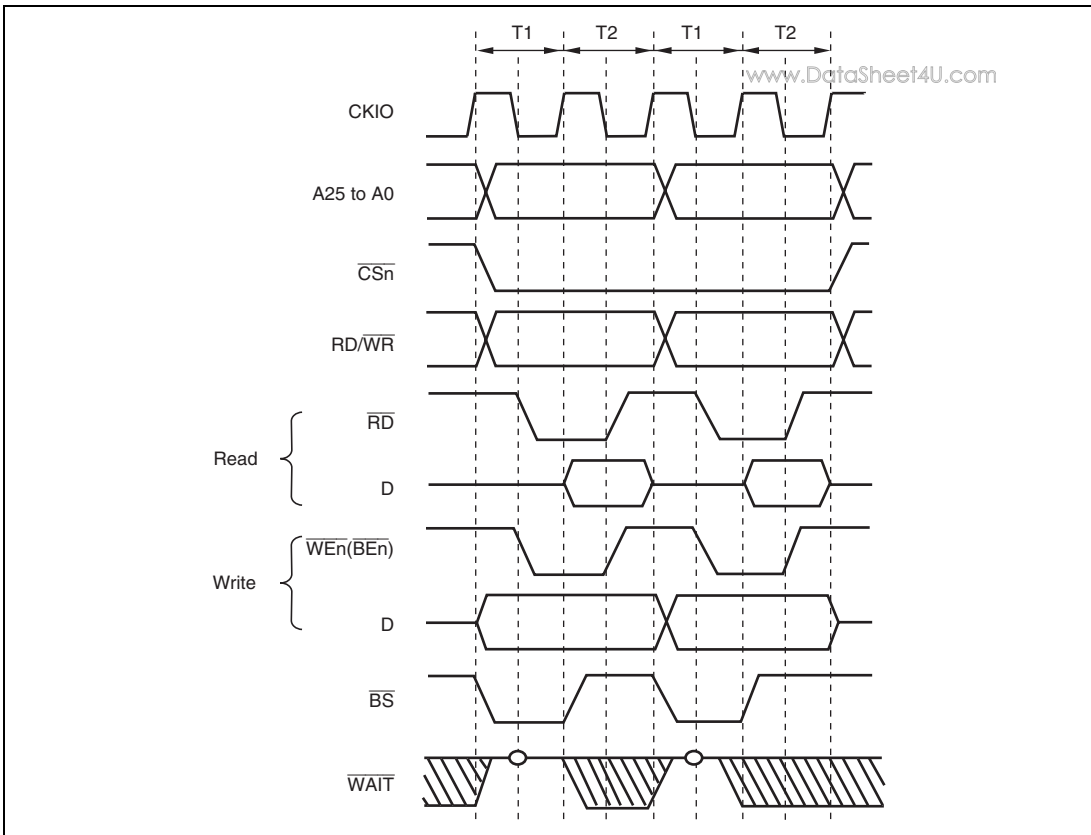 T1 T2 T1 T2
www.DataSheet4U.com
CKIO
A25 to A0
CSn
RD/WR
RD
Read
D
WEn(BEn)
Write
D
BS
WAIT